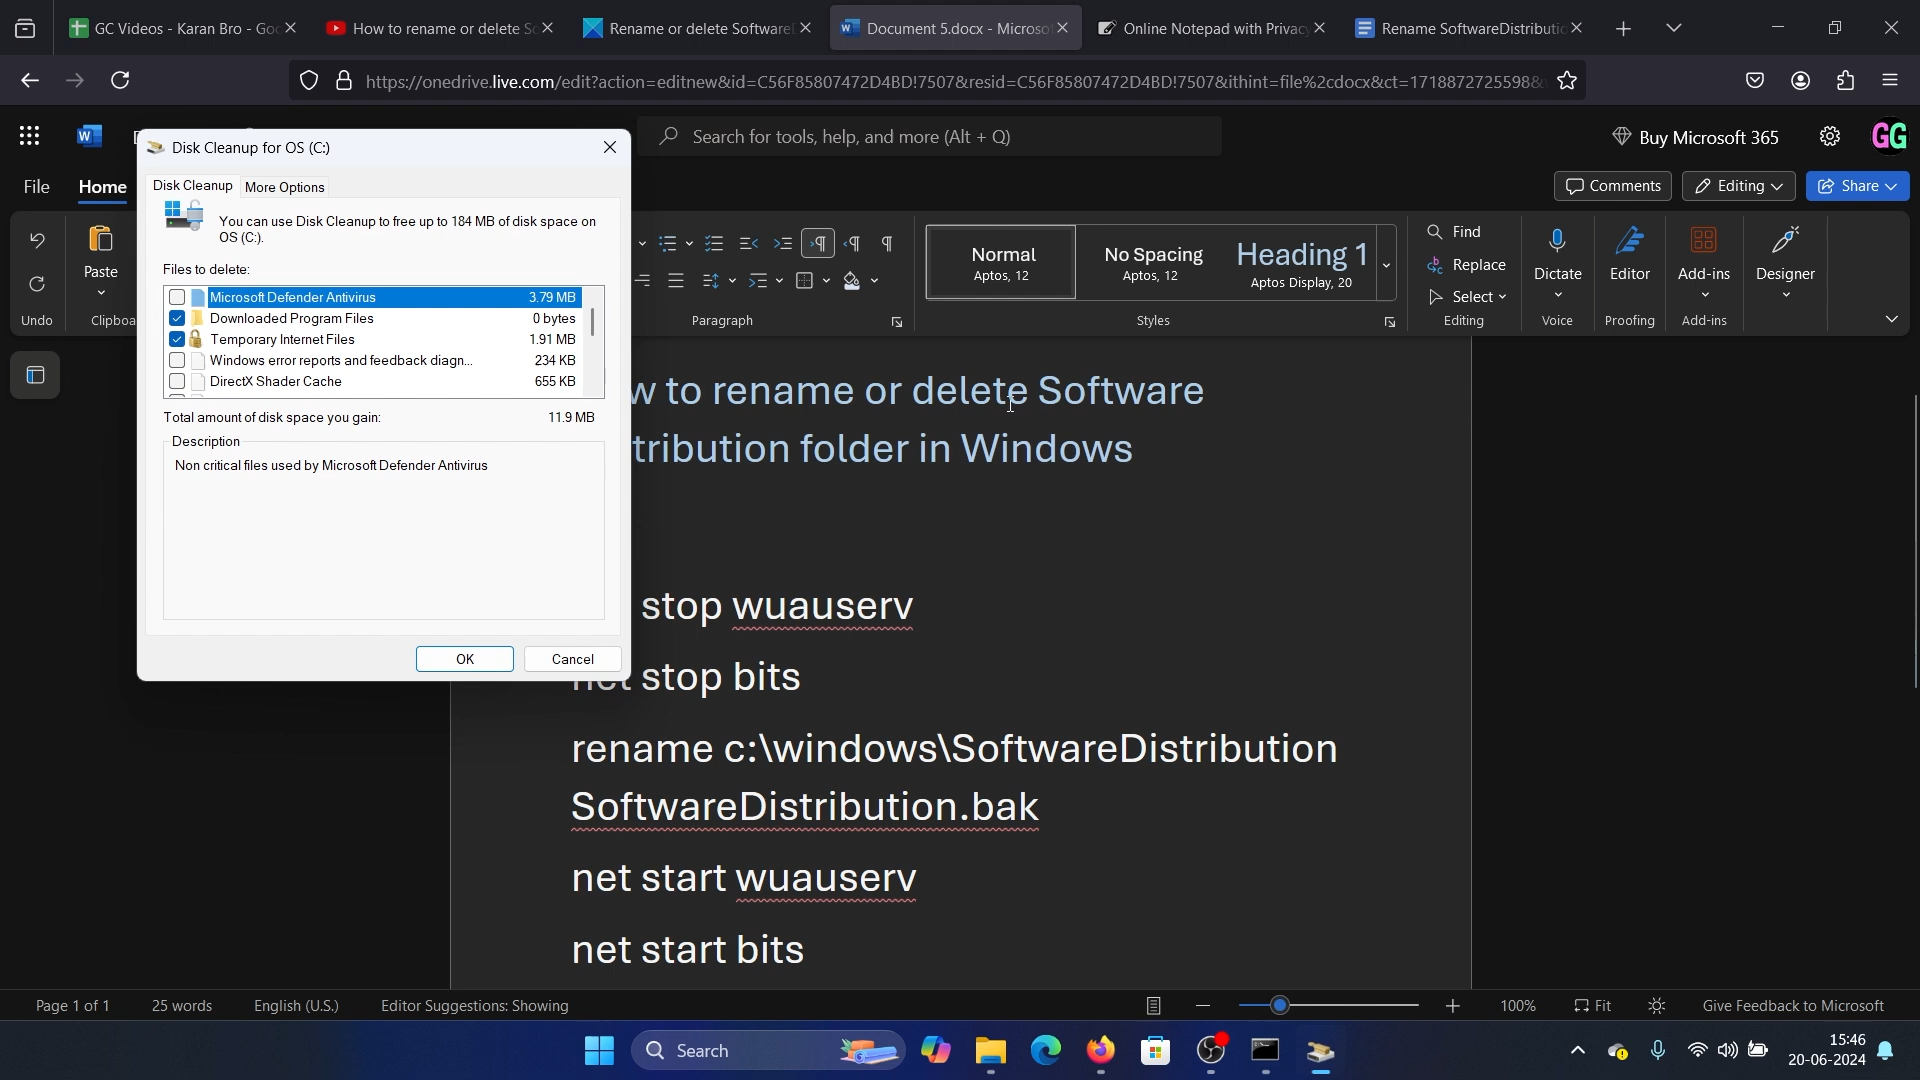 GC Videos - Karan Bro - Goo
How to rename or delete So
Rename or delete SoftwareD
Document 5.docx - Microsof
Online Notepad with Privacy
Rename SoftwareDistributio
https://onedrive.live.com/edit?action=editnew&id=C56F85807472D4BD!7507&resid=C56F85807472D4BD!7507&ithint=file%2cdocx&ct=1718872725598&
Search for tools, help, and more (Alt + Q)
Buy Microsoft 365
GG
File
Home
Comments
Editing
Share
Paste
Undo
Clipboa
Paragraph
Normal
Aptos, 12
No Spacing
Aptos, 12
Heading 1
Aptos Display, 20
Styles
Find
Replace
Select
Editing
Dictate
Voice
Editor
Proofing
Add-ins
Add-ins
Designer
Disk Cleanup for OS (C:)
Disk Cleanup
More Options
You can use Disk Cleanup to free up to 184 MB of disk space on
OS (C:).
Files to delete:
Microsoft Defender Antivirus 3.79 MB
Downloaded Program Files 0 bytes
Temporary Internet Files 1.91 MB
Windows error reports and feedback diagn... 234 KB
DirectX Shader Cache 655 KB
Total amount of disk space you gain: 11.9 MB
Description
Non critical files used by Microsoft Defender Antivirus
OK
Cancel
w to rename or delete Software
tribution folder in Windows
stop wuauserv
net stop bits
rename c:\windows\SoftwareDistribution
SoftwareDistribution.bak
net start wuauserv
net start bits
Page 1 of 1
25 words
English (U.S.)
Editor Suggestions: Showing
100%
Fit
Give Feedback to Microsoft
Search
15:46
20-06-2024